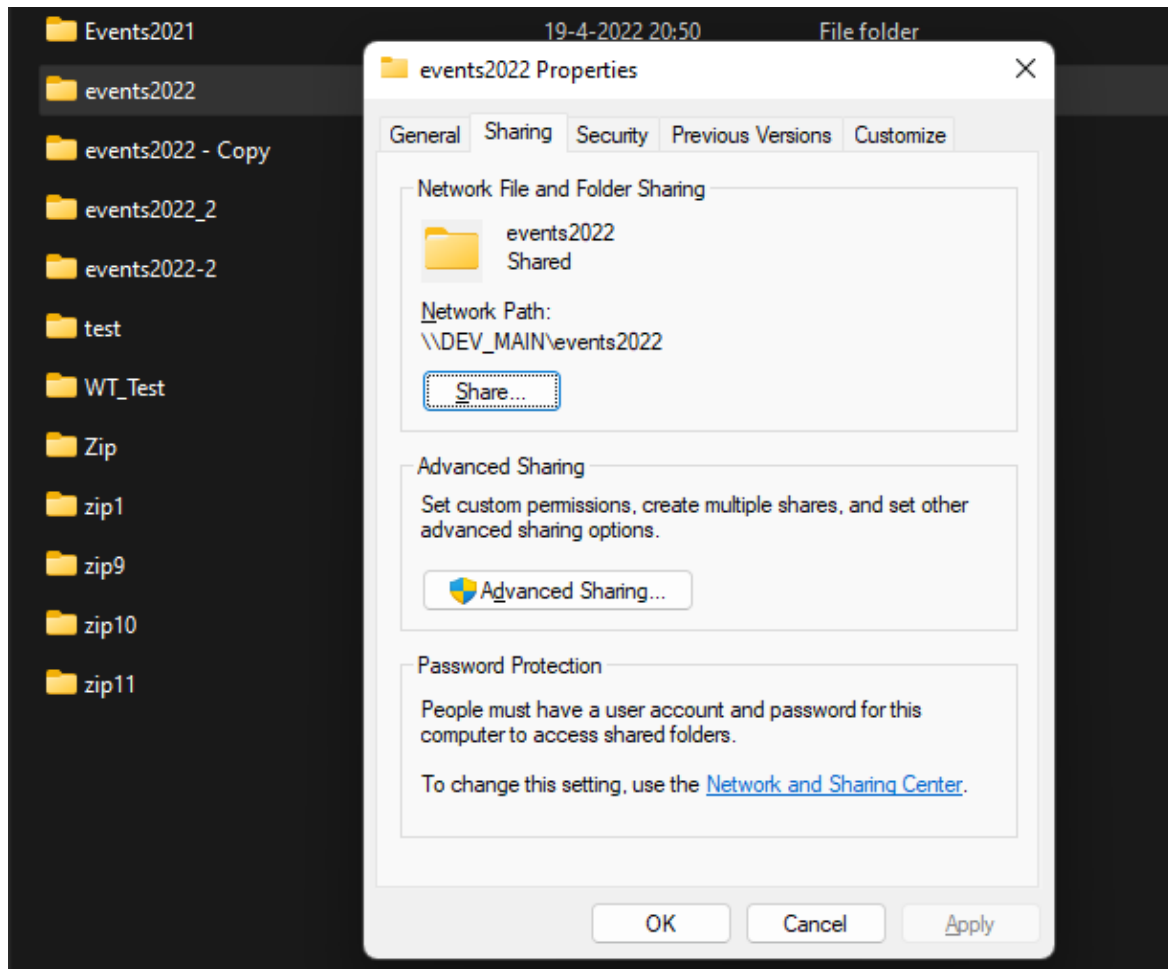 Events2021 19-4-2022 20:50 File folder
events2022
events2022 - Copy
events2022_2
events2022-2
test
WT_Test
Zip
zip1
zip9
zip10
zip11
events2022 Properties
General Sharing Security Previous Versions Customize
Network File and Folder Sharing
events2022
Shared
Network Path:
\\DEV_MAIN\events2022
Share...
Advanced Sharing
Set custom permissions, create multiple shares, and set other
advanced sharing options.
Advanced Sharing...
Password Protection
People must have a user account and password for this
computer to access shared folders.
To change this setting, use the Network and Sharing Center.
OK Cancel Apply